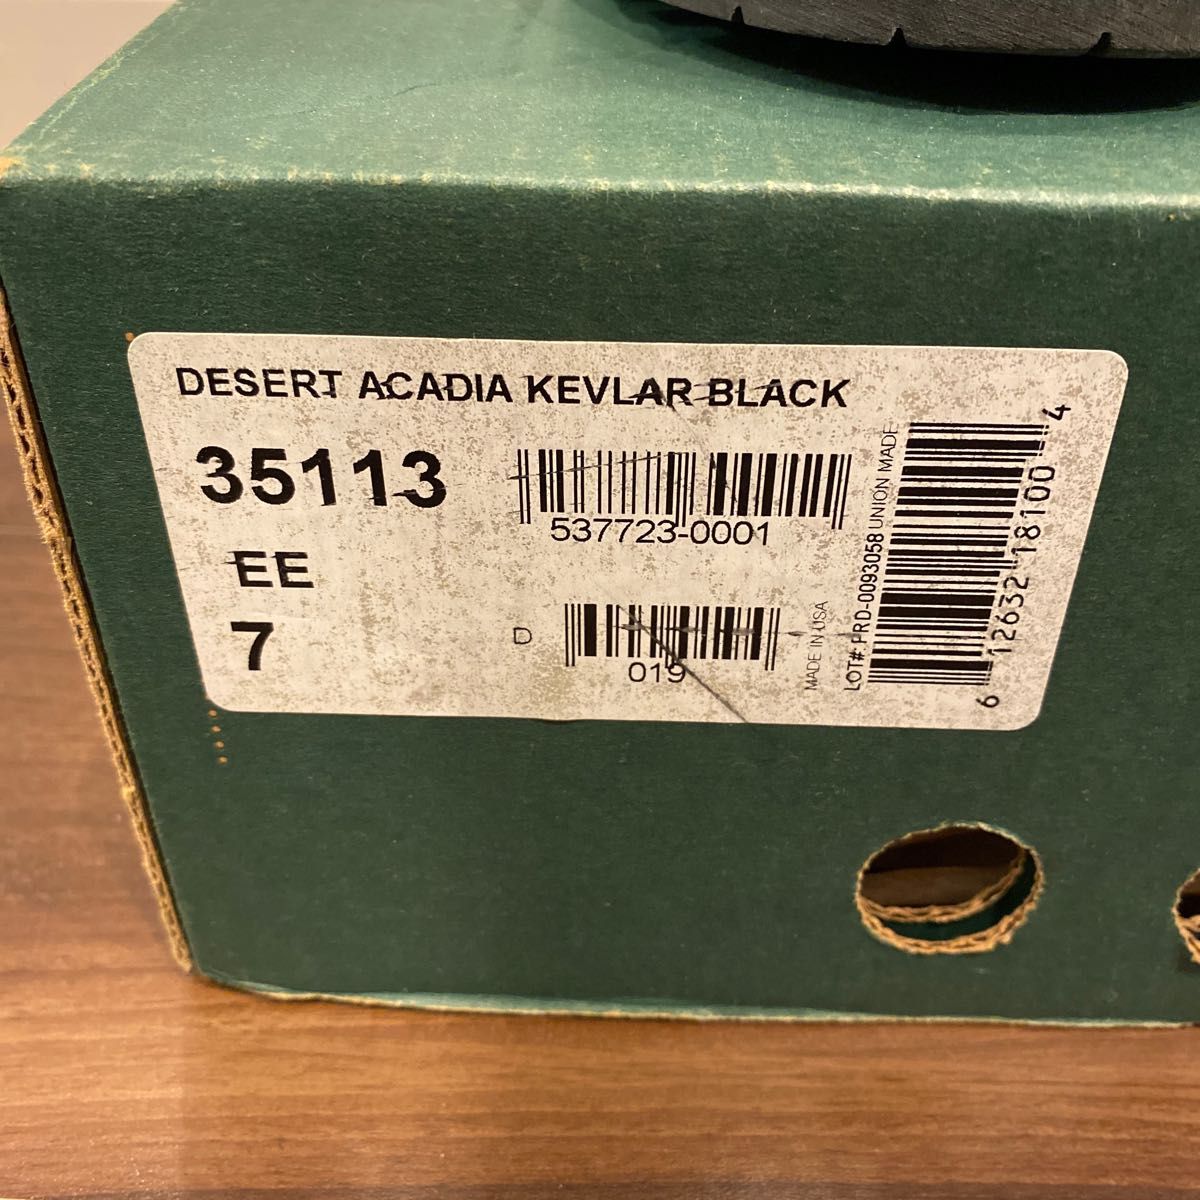 DESERT ACADIA KEVLAR BLACK
35113
537723-0001
EE
7
D
019
MADE IN USA
LOT# PRD-0093058 UNION MADE
6 12632 18100 4